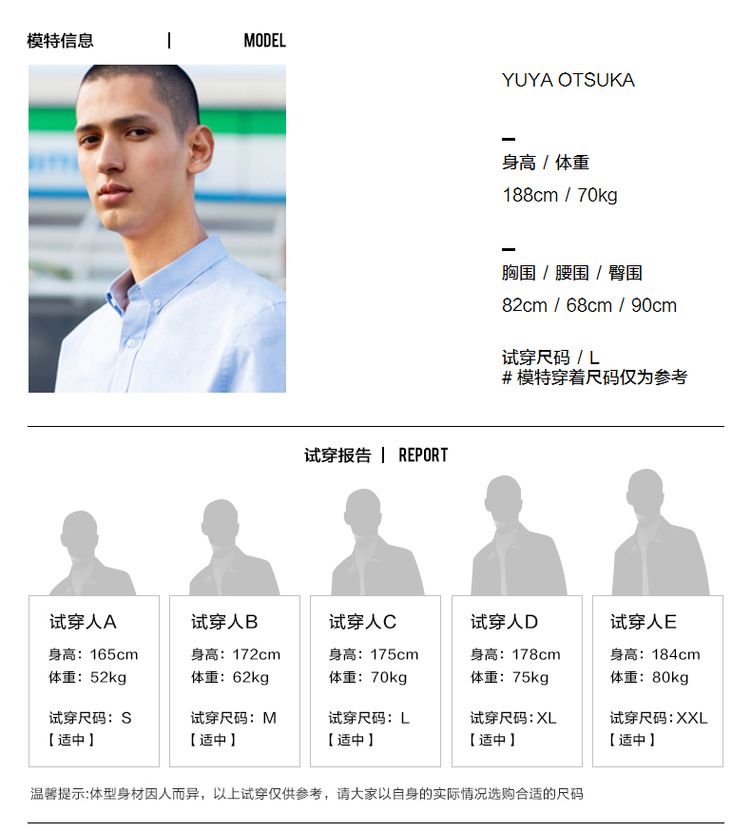 模特信息 | MODEL
YUYA OTSUKA
身高 / 体重
188cm / 70kg
胸围 / 腰围 / 臀围
82cm / 68cm / 90cm
试穿尺码 / L
# 模特穿着尺码仅为参考
试穿报告 | REPORT
试穿人A
身高：165cm
体重：52kg
试穿尺码：S
【适中】
试穿人B
身高：172cm
体重：62kg
试穿尺码：M
【适中】
试穿人C
身高：175cm
体重：70kg
试穿尺码：L
【适中】
试穿人D
身高：178cm
体重：75kg
试穿尺码:XL
【适中】
试穿人E
身高：184cm
体重：80kg
试穿尺码:XXL
【适中】
温馨提示:体型身材因人而异，以上试穿仅供参考，请大家以自身的实际情况选购合适的尺码